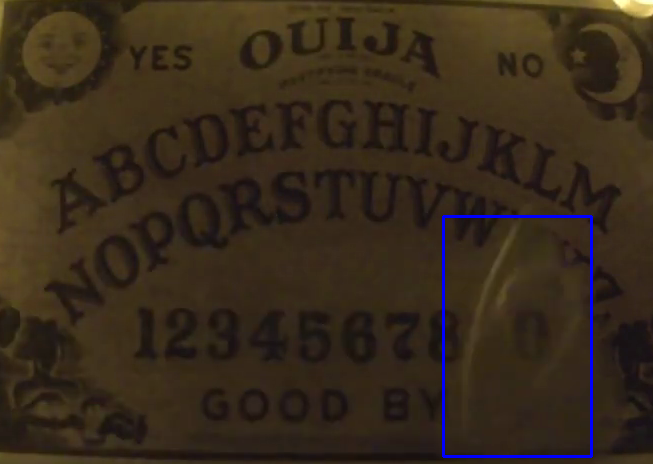 OUIJA
YES
NO
ABCDEFGHIJKLM
NOPQRSTUVW
12345678 0
GOOD BY